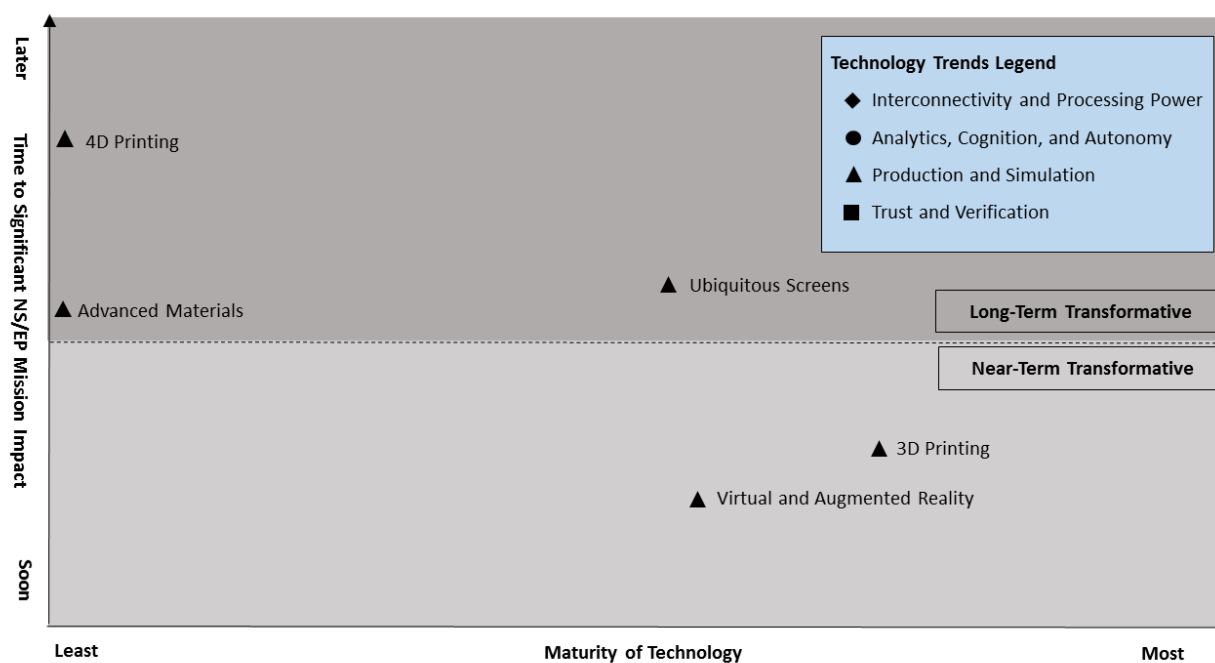 Later
Time to Significant NS/EP Mission Impact
Soon
Technology Trends Legend
Interconnectivity and Processing Power
Analytics, Cognition, and Autonomy
Production and Simulation
Trust and Verification
4D Printing
Ubiquitous Screens
Advanced Materials
Long-Term Transformative
Near-Term Transformative
3D Printing
Virtual and Augmented Reality
Least
Maturity of Technology
Most